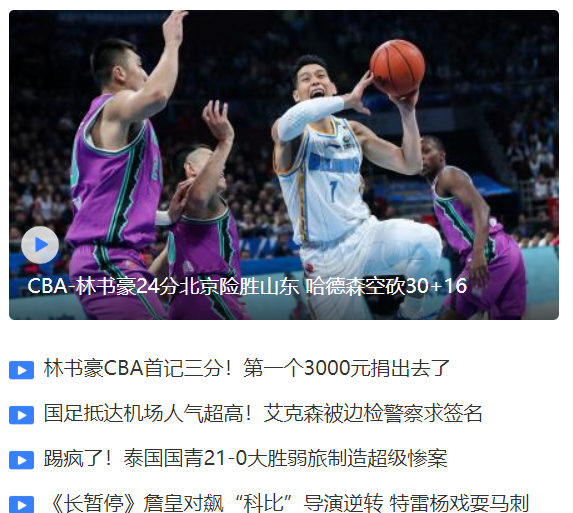 7
CBA-林书豪24分北京险胜山东 哈德森空砍30+16
林书豪CBA首记三分！第一个3000元捐出去了
国足抵达机场人气超高！艾克森被边检警察求签名
踢疯了！泰国国青21-0大胜弱旅制造超级惨案
《长暂停》詹皇对飙“科比”导演逆转 特雷杨戏耍马刺